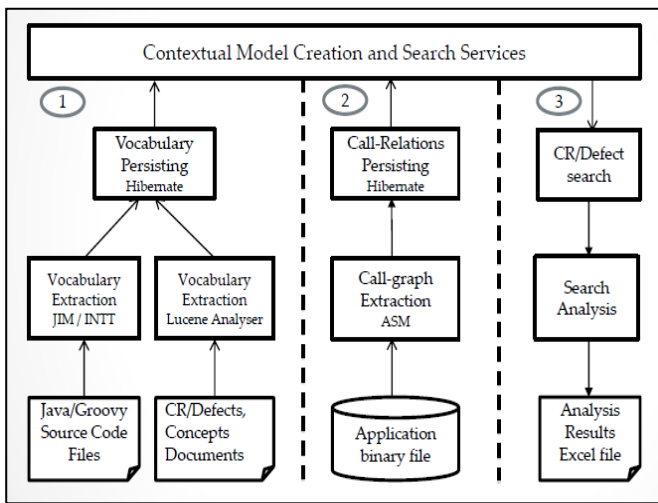 Contextual Model Creation and Search Services
1
2
3
Vocabulary
Persisting
Hibernate
Call-Relations
Persisting
Hibernate
CR/Defect
search
Vocabulary
Extraction
JIM / INTT
Vocabulary
Extraction
Lucene Analyser
Call-graph
Extraction
ASM
Search
Analysis
Java/Groovy
Source Code
Files
CR/Defects,
Concepts
Documents
Application
binary file
Analysis
Results
Excel file